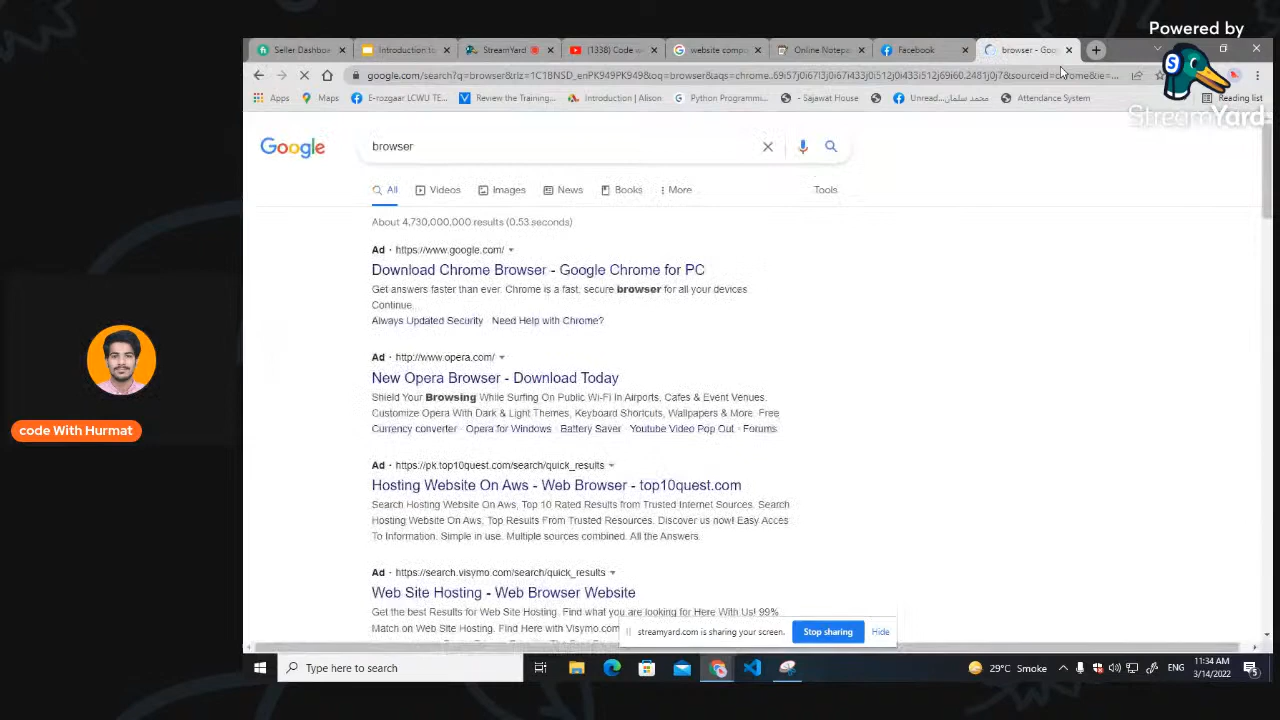 Powered by
StreamYard
Seller Dashboa
Introduction to
StreamYard
(1338) Code w
website comp
Online Notepa
Facebook
browser - Goo
google.com/search?q=browser&rlz=1C1BNSD_enPK949PK949&oq=browser&aqs=chrome..69i57j0i67l3j0i67i433j0i512j0i433i512j69i60.2481j0j7&sourceid=chrome&ie=...
Apps
Maps
E-rozgaar LCWU TE...
Review the Training...
Introduction | Alison
Python Programmi...
- Sajawat House
Unread...محمد سلمان
Attendance System
Reading list
Google
browser
All
Videos
Images
News
Books
More
Tools
About 4,730,000,000 results (0.53 seconds)
Ad · https://www.google.com/
Download Chrome Browser - Google Chrome for PC
Get answers faster than ever. Chrome is a fast, secure browser for all your devices.
Continue.
Always Updated Security · Need Help with Chrome?
Ad · http://www.opera.com/
New Opera Browser - Download Today
Shield Your Browsing While Surfing On Public Wi-Fi In Airports, Cafes & Event Venues.
Customize Opera With Dark & Light Themes, Keyboard Shortcuts, Wallpapers & More. Free
Currency converter · Opera for Windows · Battery Saver · Youtube Video Pop Out · Forums
Ad · https://pk.top10quest.com/search/quick_results
Hosting Website On Aws - Web Browser - top10quest.com
Search Hosting Website On Aws, Top 10 Rated Results from Trusted Internet Sources. Search
Hosting Website On Aws, Top Results From Trusted Resources. Discover us now! Easy Acces
To Information. Simple in use. Multiple sources combined. All the Answers.
Ad · https://search.visymo.com/search/quick_results
Web Site Hosting - Web Browser Website
Get the best Results for Web Site Hosting. Find what you are looking for Here With Us! 99%
Match on Web Site Hosting. Find Here with Visymo com
streamyard.com is sharing your screen.
Stop sharing
Hide
code With Hurmat
Type here to search
29°C Smoke
ENG
11:34 AM
3/14/2022
5